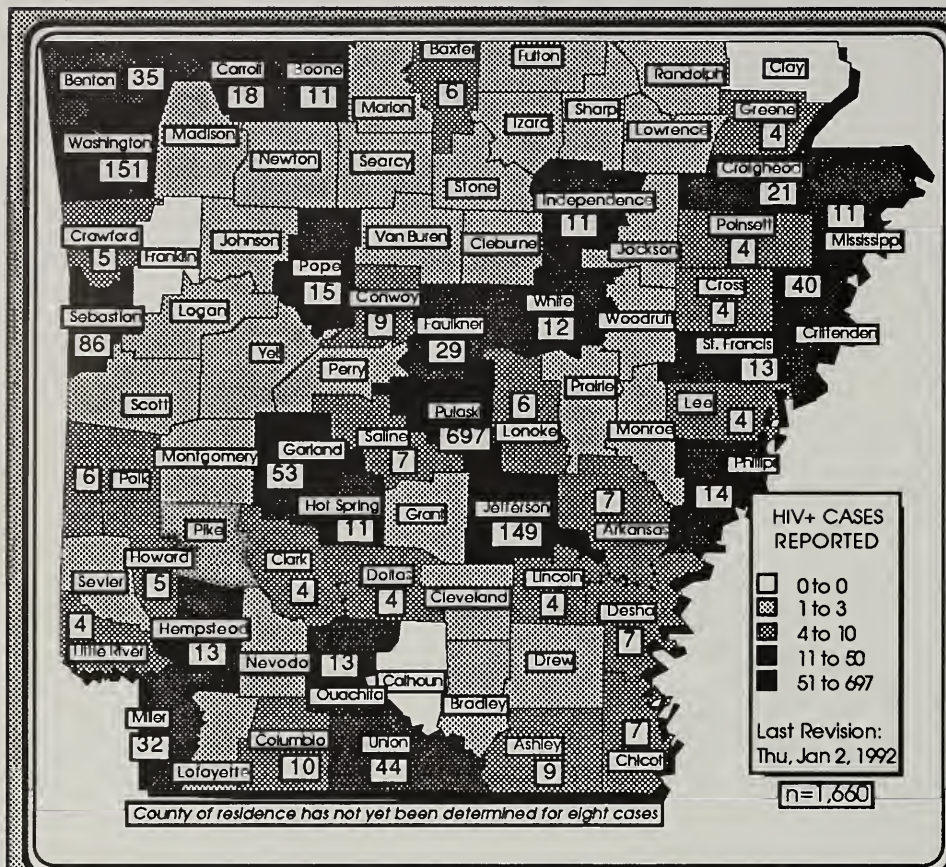 Benton 35
Carroll 18
Boone 11
Marion
Baxter 6
Fulton
Izard
Sharp
Randolph
Lawrence
Clay
Greene 4
Washington 151
Madison
Newton
Searcy
Stone
Independence 11
Craighead 21
11 Mississippi
Crawford 5
Franklin
Johnson
Pope 15
Van Buren
Cleburne
Jackson
Poinsett 4
Sebastian 86
Logan
Conway 9
Faulkner 29
White 12
Woodruff
Cross 4
40 Crittenden
St. Francis 13
Yell
Perry
Scott
Pulaski 697
6 Lonoke
Prairie
Monroe
Lee 4
Phillips 14
6 Polk
Montgomery
Garland 53
Saline 7
Hot Spring 11
Grant
Jefferson 149
7 Arkansas
Pike
Howard 5
Sevier
Clark 4
Dallas 4
Cleveland
Lincoln 4
Desha 7
4 Little River
Hempstead 13
Nevada
13 Ouachita
Calhoun
Bradley
Drew
Miller 32
Lafayette
Columbia 10
Union 44
Ashley 9
7 Chicot
HIV+ CASES
REPORTED
0 to 0
1 to 3
4 to 10
11 to 50
51 to 697
Last Revision:
Thu, Jan 2, 1992
n=1,660
County of residence has not yet been determined for eight cases